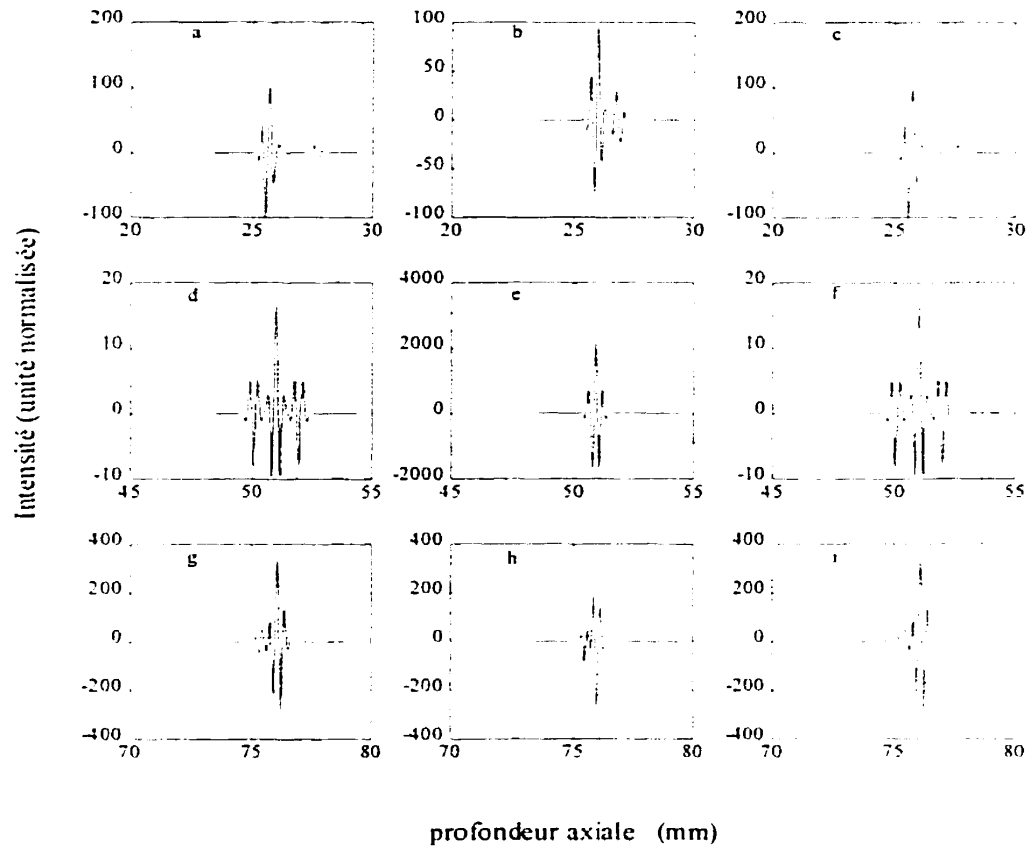 200 200
a c
100 100
0 0
-100 -100
20 25 30 20 25 30
100
b
50
0
-50
-100
20 25 30
20 20
d f
10 10
0 0
-10 -10
45 50 55 45 50 55
4000
e
2000
0
-2000
45 50 55
400 400 400
g h i
200 200 200
0 0 0
-200 -200 -200
-400 -400 -400
70 75 80 70 75 80 70 75 80
Intensité (unité normalisée)
profondeur axiale (mm)